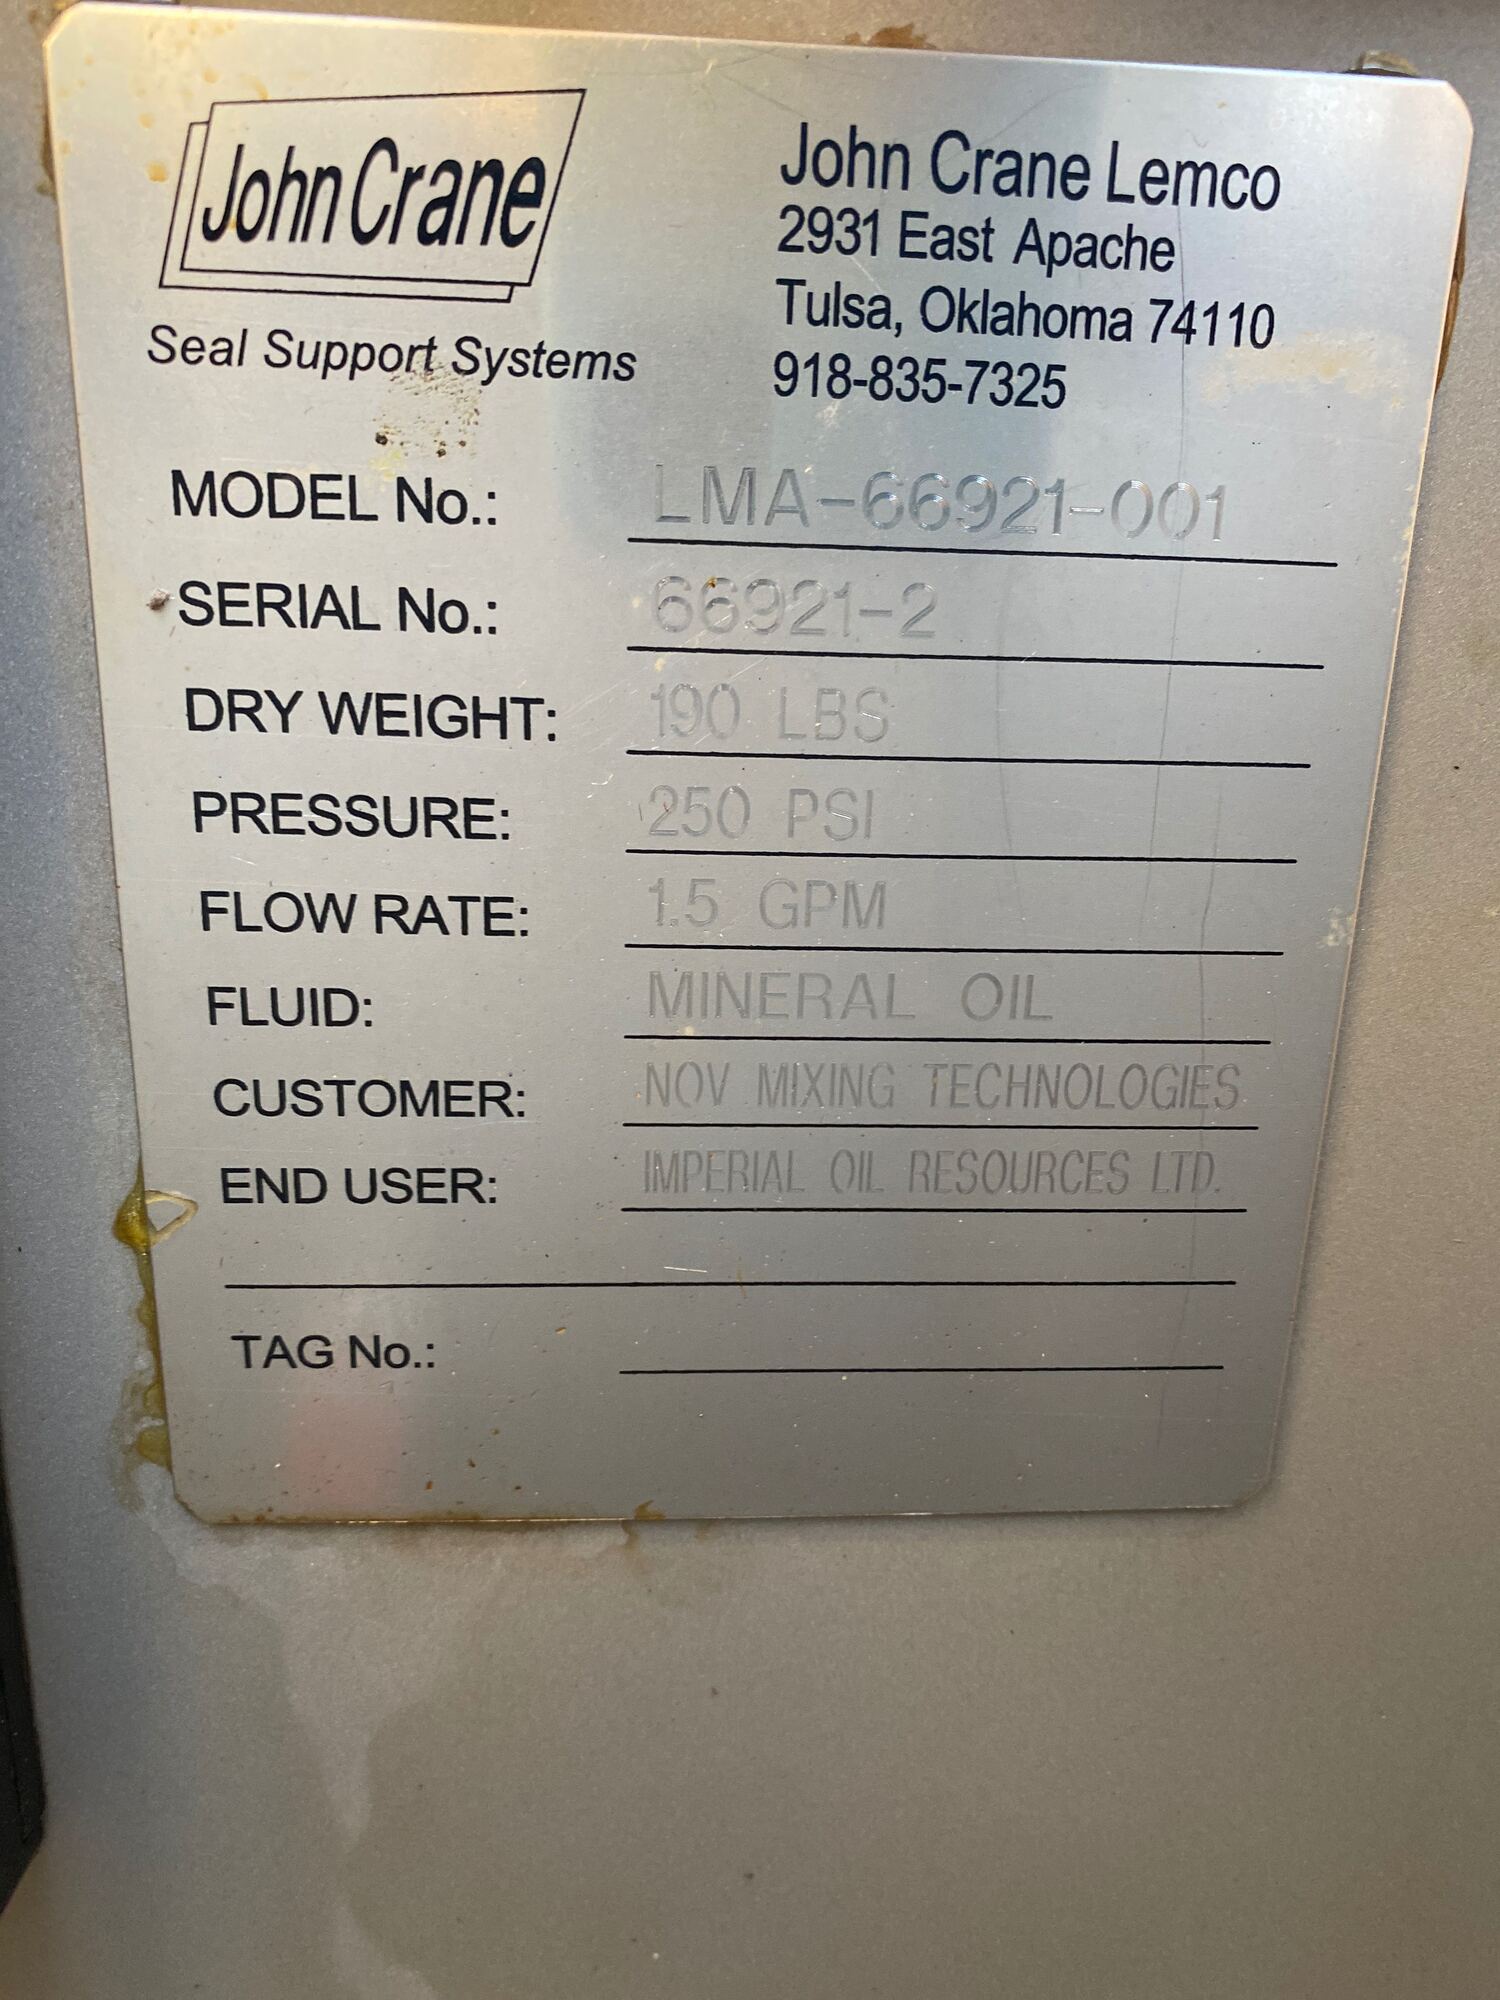 John Crane
Seal Support Systems
John Crane Lemco
2931 East Apache
Tulsa, Oklahoma 74110
918-835-7325
MODEL No.: LMA-66921-001
SERIAL No.: 66921-2
DRY WEIGHT: 190 LBS
PRESSURE: 250 PSI
FLOW RATE: 1.5 GPM
FLUID: MINERAL OIL
CUSTOMER: NOV MIXING TECHNOLOGIES
END USER: IMPERIAL OIL RESOURCES LTD.
TAG No.: